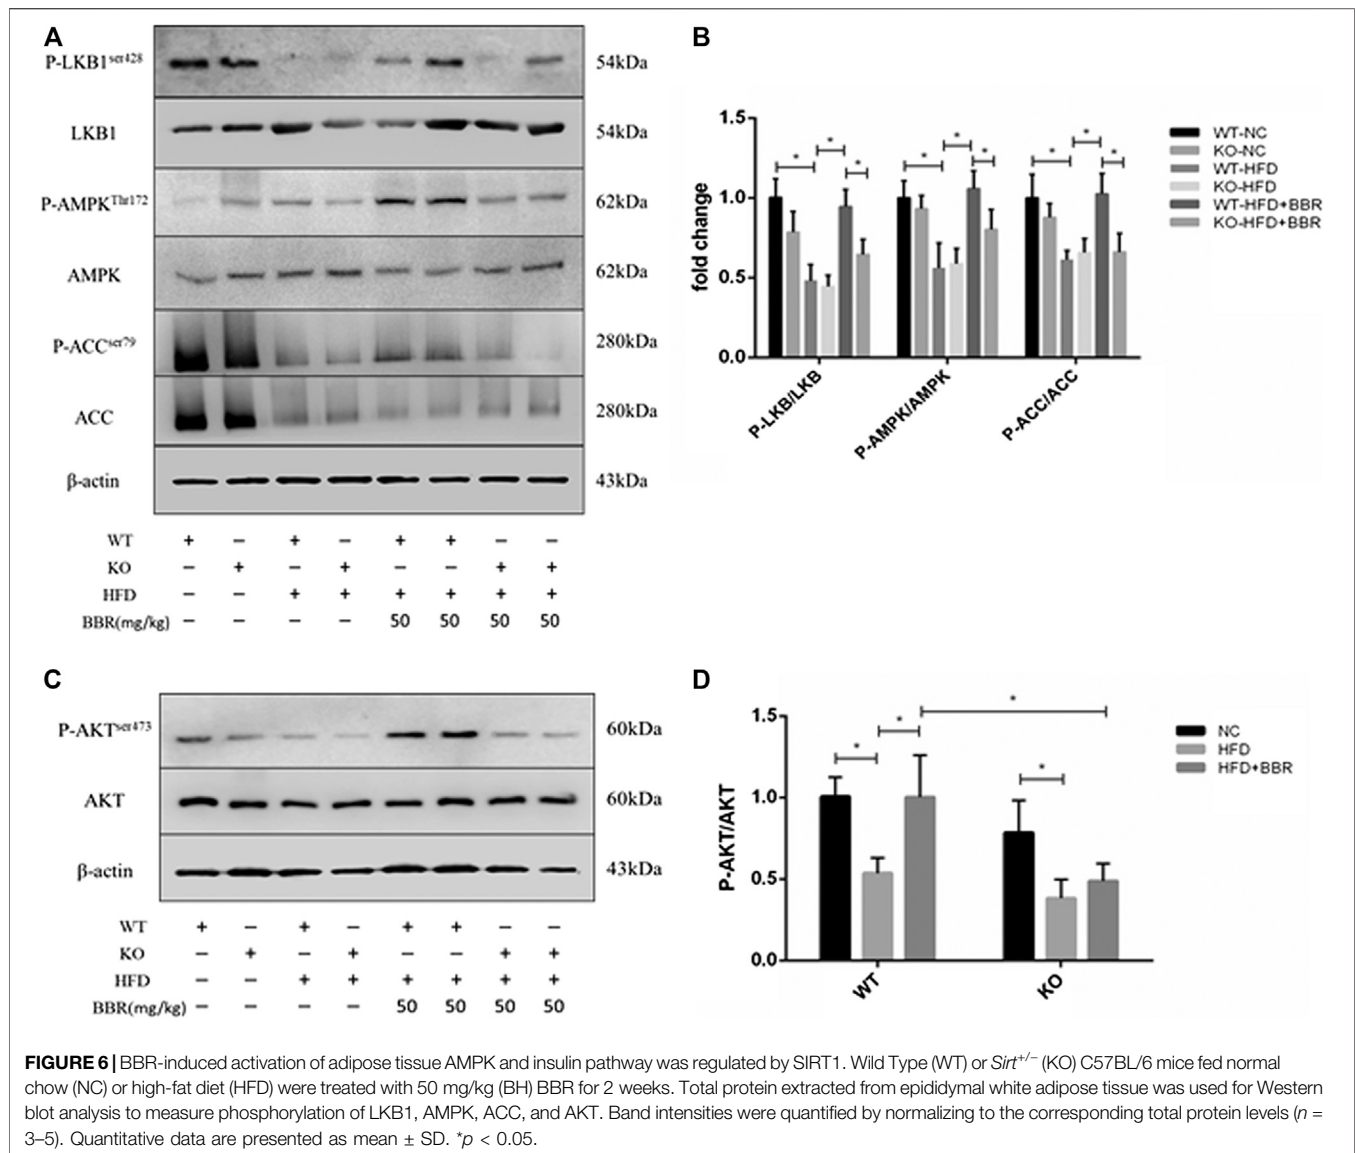 A
P-LKB1ser428
54kDa
LKB1
54kDa
P-AMPKThr172
62kDa
AMPK
62kDa
P-ACCser79
280kDa
ACC
280kDa
β-actin
43kDa
WT + − + − + + − −
KO − + − + − − + +
HFD − − + + + + + +
BBR(mg/kg) − − − − 50 50 50 50
B
fold change
1.5
1.0
0.5
0.0
* * * *
* * * *
* * * *
P-LKB/LKB
P-AMPK/AMPK
P-ACC/ACC
WT-NC
KO-NC
WT-HFD
KO-HFD
WT-HFD+BBR
KO-HFD+BBR
C
P-AKTser473
60kDa
AKT
60kDa
β-actin
43kDa
WT + − + − + + − −
KO − + − + − − + +
HFD − − + + + + + +
BBR(mg/kg) − − − − 50 50 50 50
D
P-AKT/AKT
1.5
1.0
0.5
0.0
* * * *
WT
KO
NC
HFD
HFD+BBR
FIGURE 6 | BBR-induced activation of adipose tissue AMPK and insulin pathway was regulated by SIRT1. Wild Type (WT) or Sirt+/− (KO) C57BL/6 mice fed normal
chow (NC) or high-fat diet (HFD) were treated with 50 mg/kg (BH) BBR for 2 weeks. Total protein extracted from epididymal white adipose tissue was used for Western
blot analysis to measure phosphorylation of LKB1, AMPK, ACC, and AKT. Band intensities were quantified by normalizing to the corresponding total protein levels (n =
3–5). Quantitative data are presented as mean ± SD. *p < 0.05.